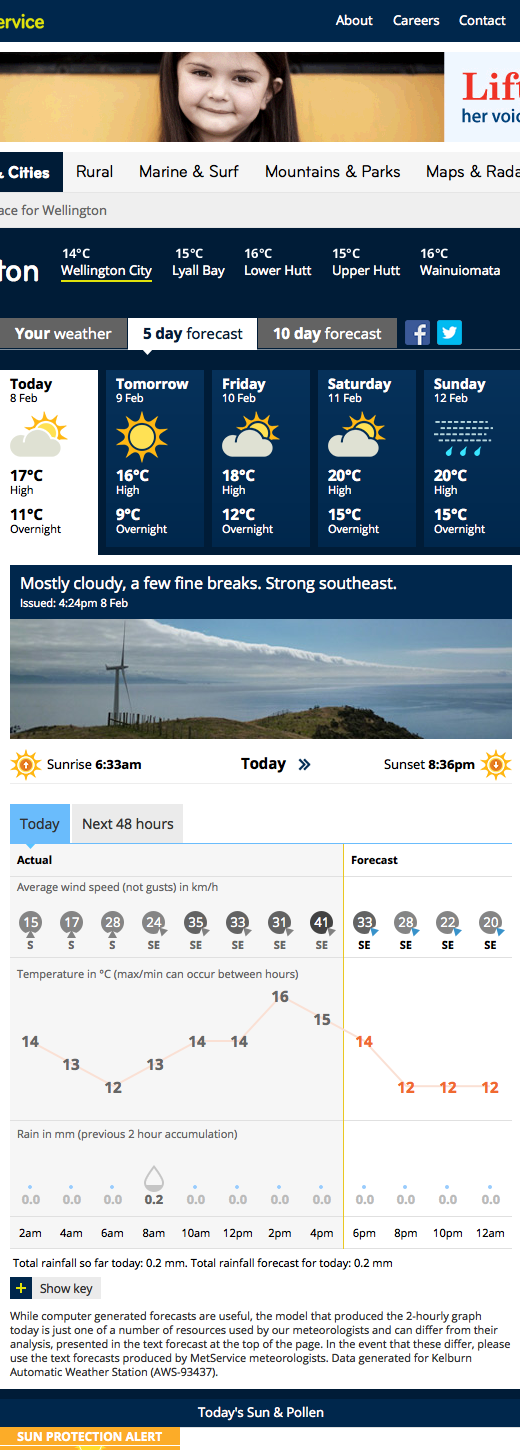 ervice
About Careers Contact
Lift
her voic
& Cities Rural Marine & Surf Mountains & Parks Maps & Rada
ace for Wellington
ton
14°C 15°C 16°C 15°C 16°C
Wellington City Lyall Bay Lower Hutt Upper Hutt Wainuiomata
Your weather 5 day forecast 10 day forecast
Today Tomorrow Friday Saturday Sunday
8 Feb 9 Feb 10 Feb 11 Feb 12 Feb
17°C 16°C 18°C 20°C 20°C
High High High High High
11°C 9°C 12°C 15°C 15°C
Overnight Overnight Overnight Overnight Overnight
Mostly cloudy, a few fine breaks. Strong southeast.
Issued: 4:24pm 8 Feb
Sunrise 6:33am Today » Sunset 8:36pm
Today Next 48 hours
Actual Forecast
Average wind speed (not gusts) in km/h
15 17 28 24 35 33 31 41 33 28 22 20
S S S SE SE SE SE SE SE SE SE SE
Temperature in °C (max/min can occur between hours)
14 13 12 13 14 14 16 15 14 12 12 12
Rain in mm (previous 2 hour accumulation)
0.0 0.0 0.0 0.2 0.0 0.0 0.0 0.0 0.0 0.0 0.0 0.0
2am 4am 6am 8am 10am 12pm 2pm 4pm 6pm 8pm 10pm 12am
Total rainfall so far today: 0.2 mm. Total rainfall forecast for today: 0.2 mm
+ Show key
While computer generated forecasts are useful, the model that produced the 2-hourly graph
today is just one of a number of resources used by our meteorologists and can differ from their
analysis, presented in the text forecast at the top of the page. In the event that these differ, please
use the text forecasts produced by MetService meteorologists. Data generated for Kelburn
Automatic Weather Station (AWS-93437).
Today's Sun & Pollen
SUN PROTECTION ALERT